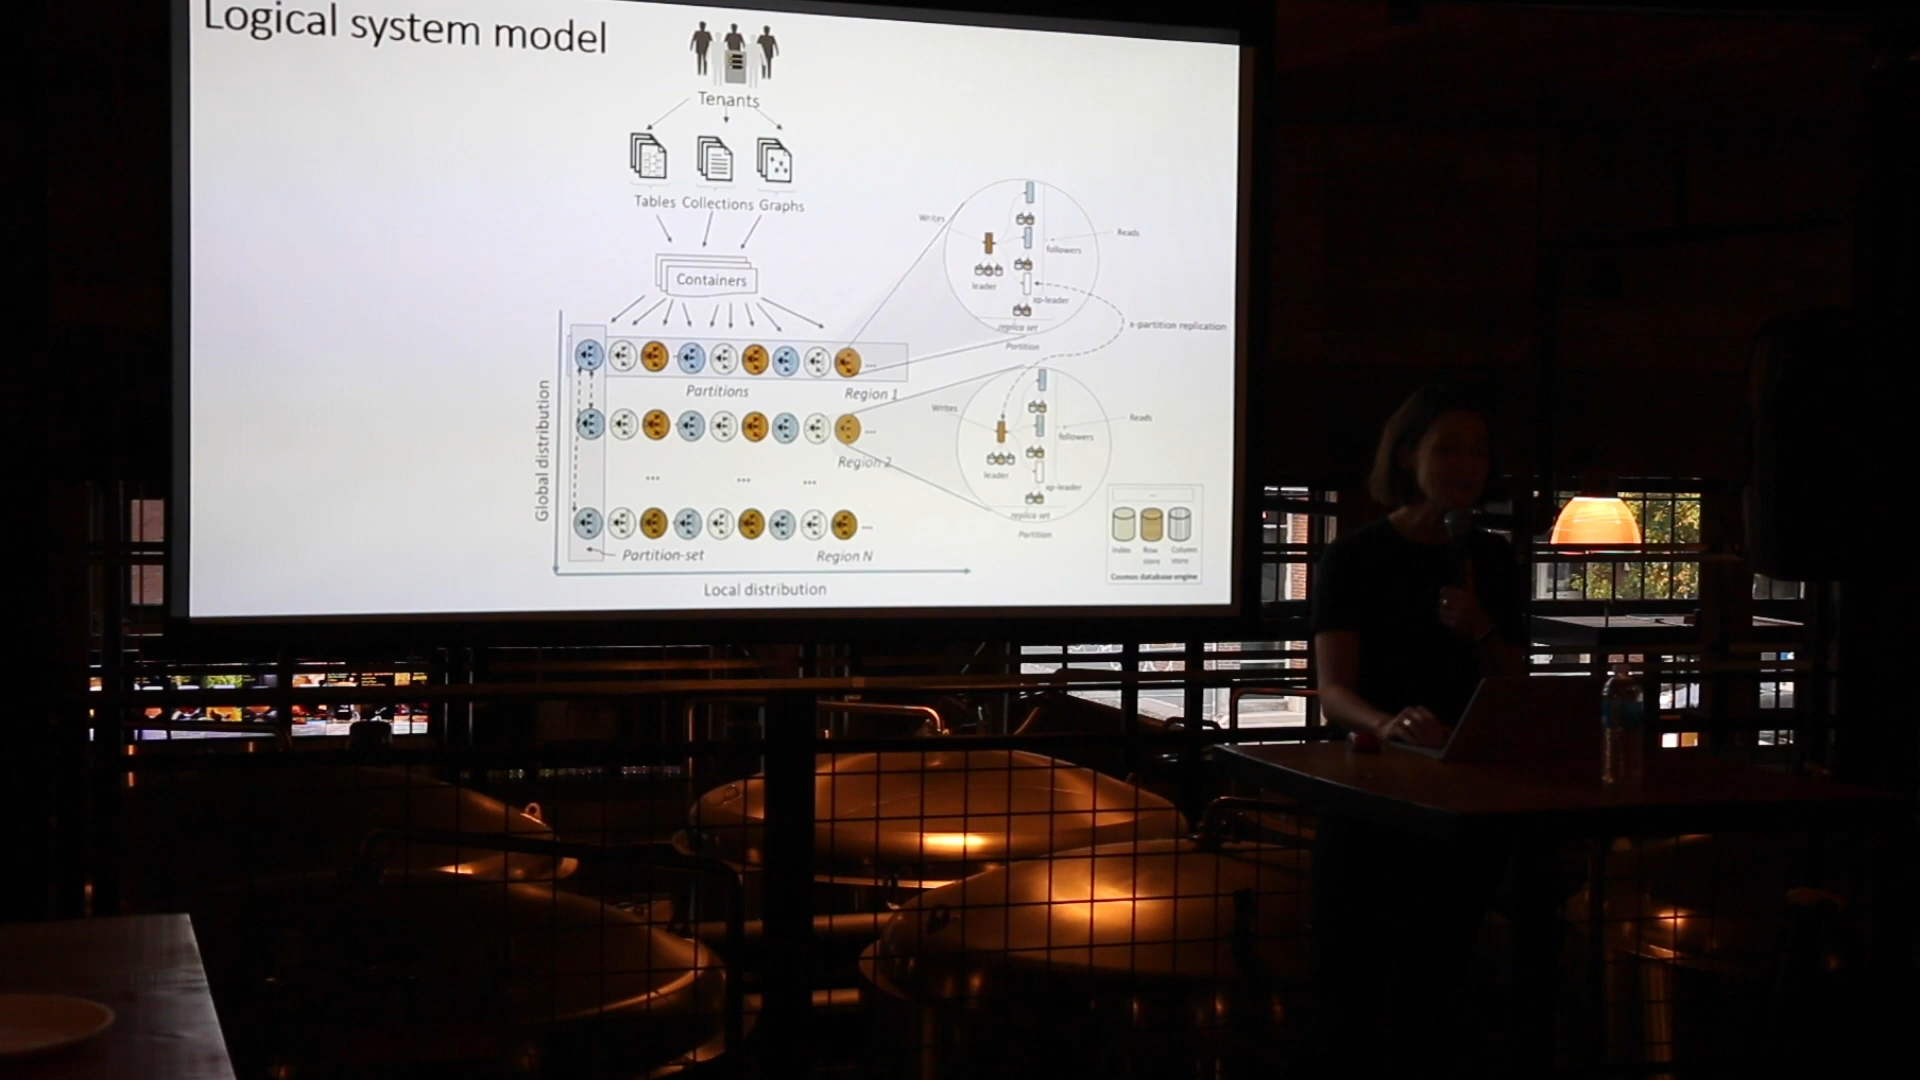 Logical system model
Tenants
Tables Collections Graphs
Containers
Writes
Reads
followers
leader
xp-leader
replica set
Partition
x-partition replication
Partitions
Region 1
Writes
Reads
followers
leader
xp-leader
replica set
Partition
Region 2
...
...
...
Global distribution
Partition-set
Region N
Local distribution
Index
Row store
Column store
Cosmos database engine